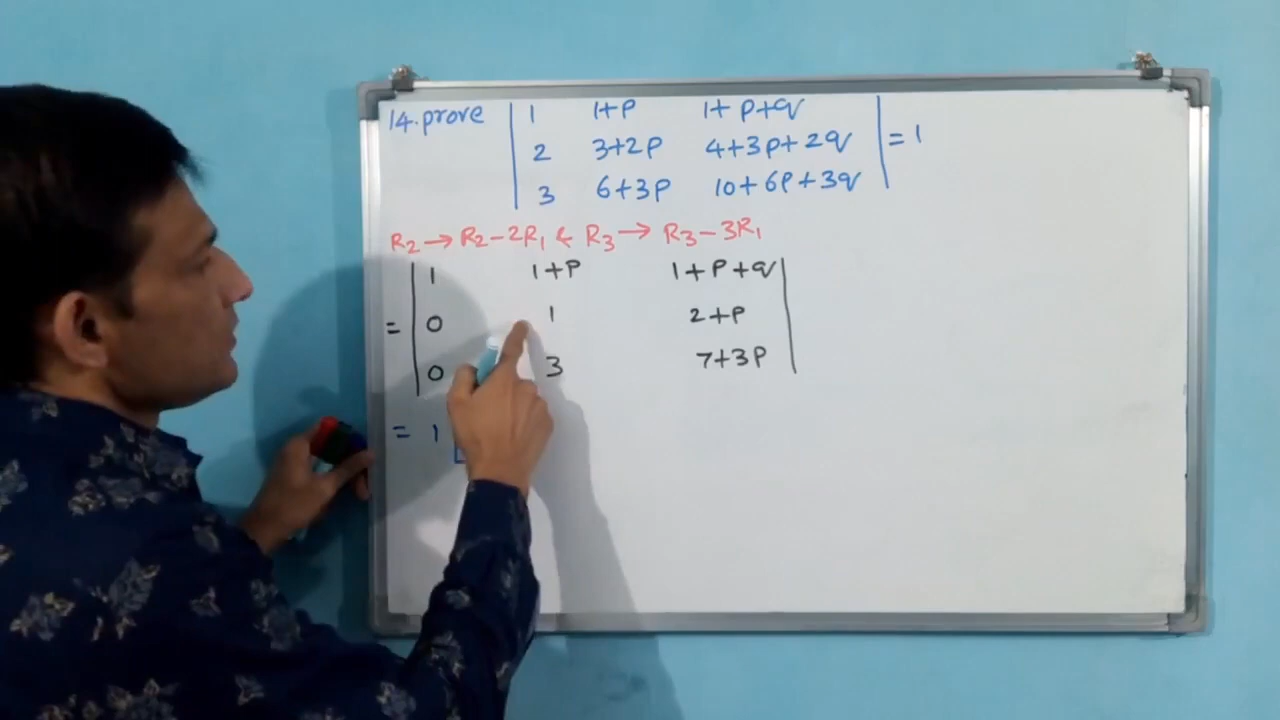 14. prove | 1 1+P 1+P+q |
| 2 3+2P 4+3P+2q | = 1
| 3 6+3P 10+6P+3q |
R₂ → R₂-2R₁ & R₃ → R₃-3R₁
| 1 1+P 1+P+q |
= | 0 1 2+P |
| 0 3 7+3P |
= 1 [